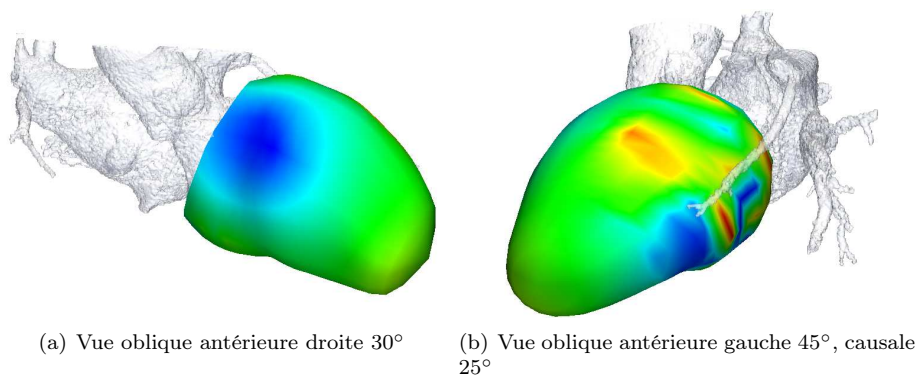 (a) Vue oblique antérieure droite 30°
(b) Vue oblique antérieure gauche 45°, causale
25°